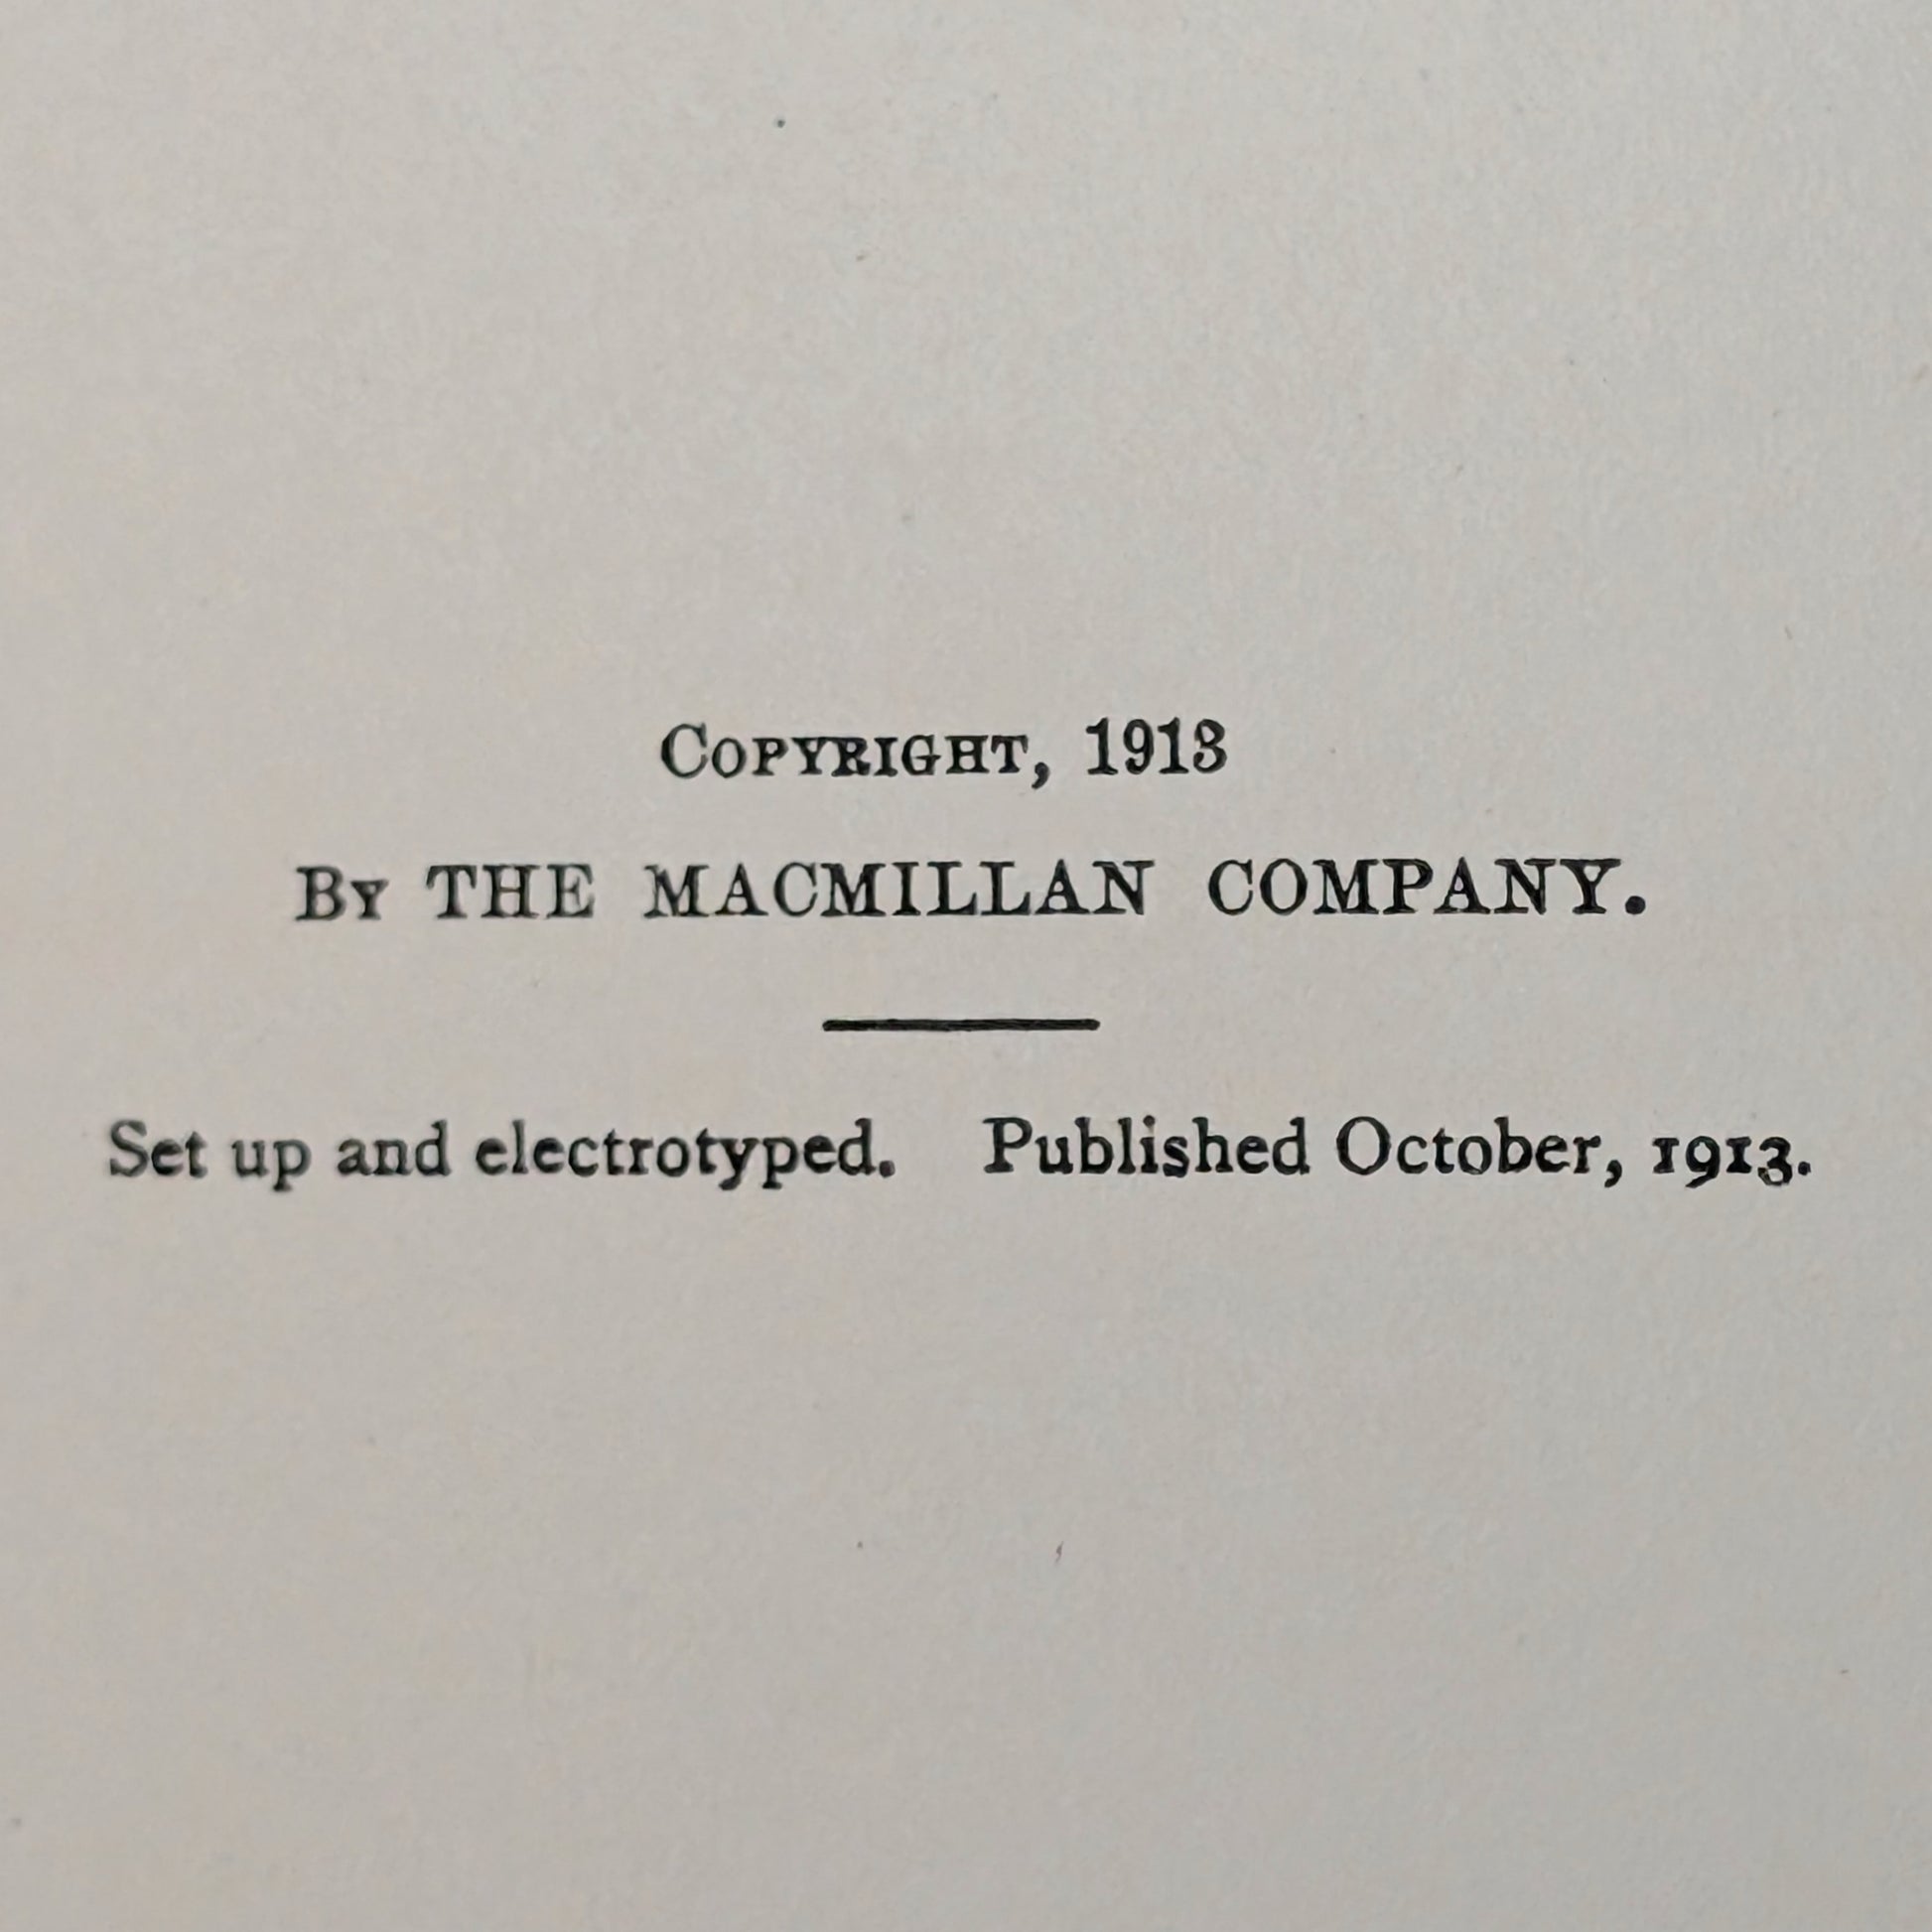 Copyright, 1913
By THE MACMILLAN COMPANY.
Set up and electrotyped. Published October, 1913.